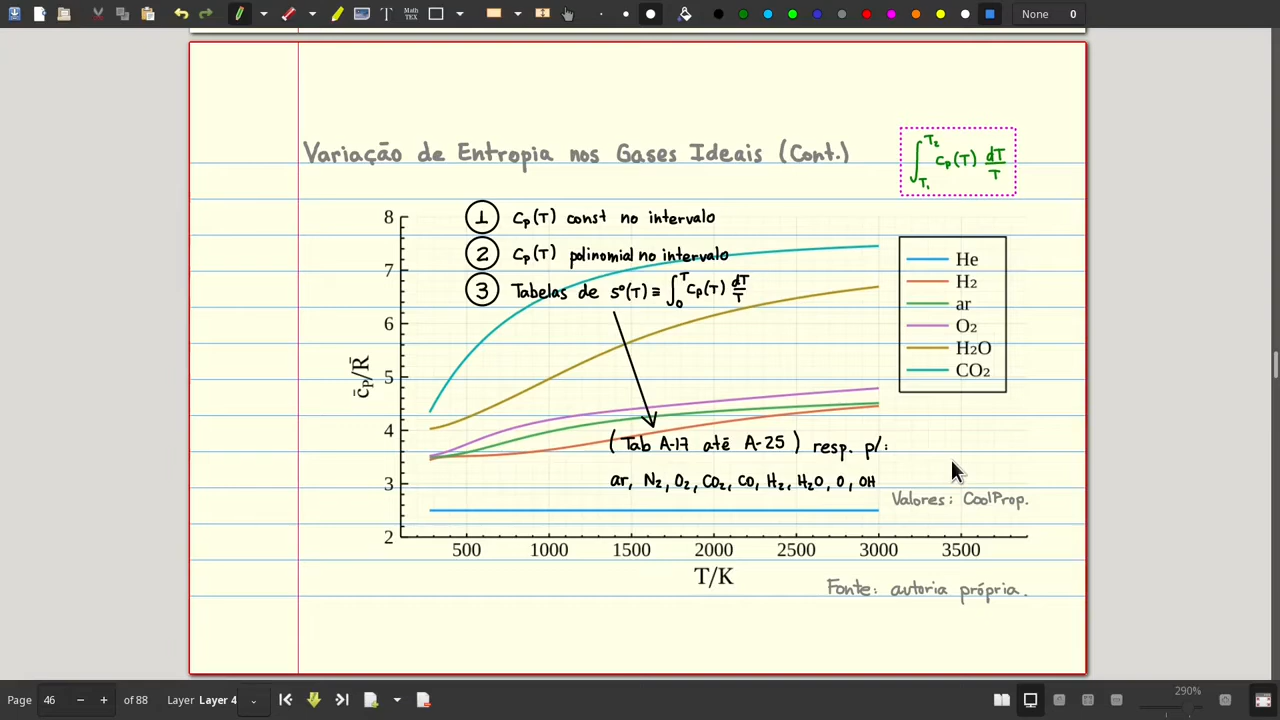 T Math TEX None 0
Variação de Entropia nos Gases Ideais (Cont.)
∫T₁T₂ cp(T) dT/T
1 cp(T) const no intervalo
2 cp(T) polinomial no intervalo
3 Tabelas de s°(T) ≡ ∫₀T cp(T) dT/T
8
7
6
5
4
3
2
c̄P/R̄
He
H₂
ar
O₂
H₂O
CO₂
(Tab A-17 até A-25) resp. p/:
ar, N₂, O₂, CO₂, CO, H₂, H₂O, O, OH
Valores: CoolProp.
500 1000 1500 2000 2500 3000 3500
T/K
Fonte: autoria própria.
Page 46 of 88 Layer Layer 4 290%